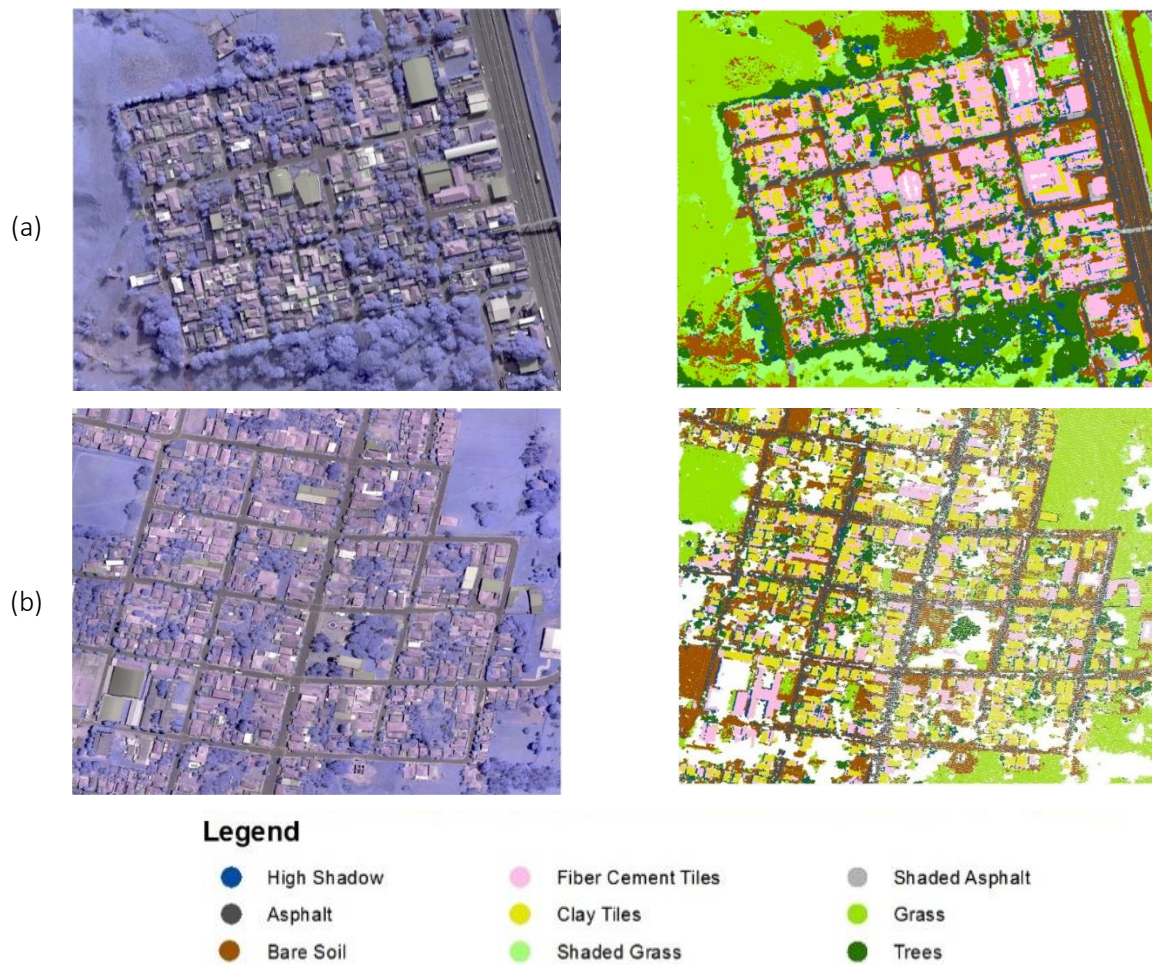 (a)
(b)
Legend
High Shadow
Fiber Cement Tiles
Shaded Asphalt
Asphalt
Clay Tiles
Grass
Bare Soil
Shaded Grass
Trees